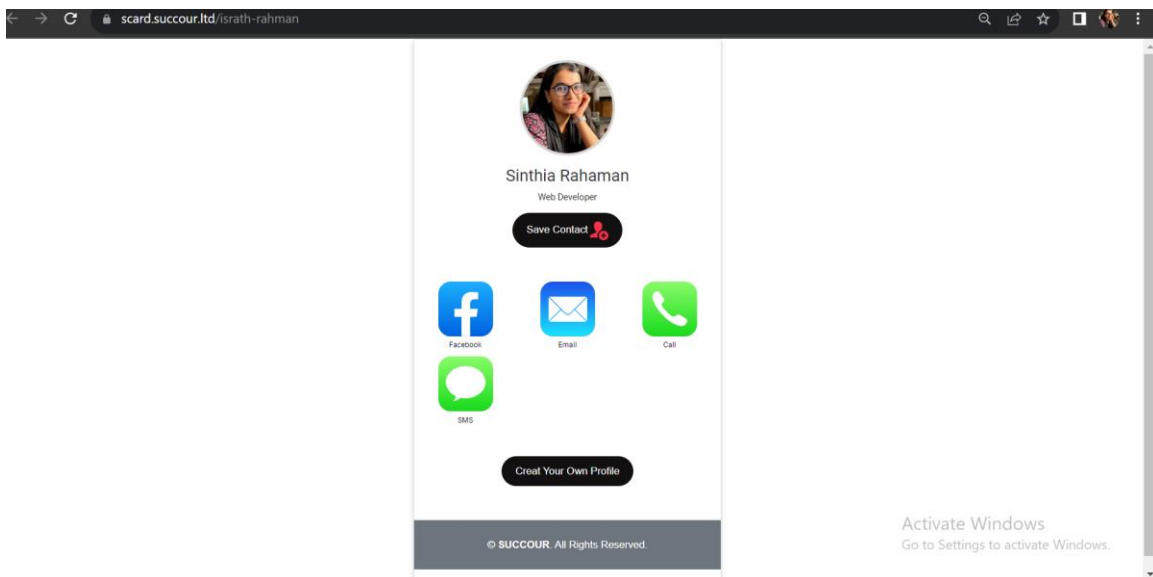 scard.succour.ltd/israth-rahman
Sinthia Rahaman
Web Developer
Save Contact
Facebook
Email
Call
SMS
Creat Your Own Profile
© SUCCOUR. All Rights Reserved.
Activate Windows
Go to Settings to activate Windows.